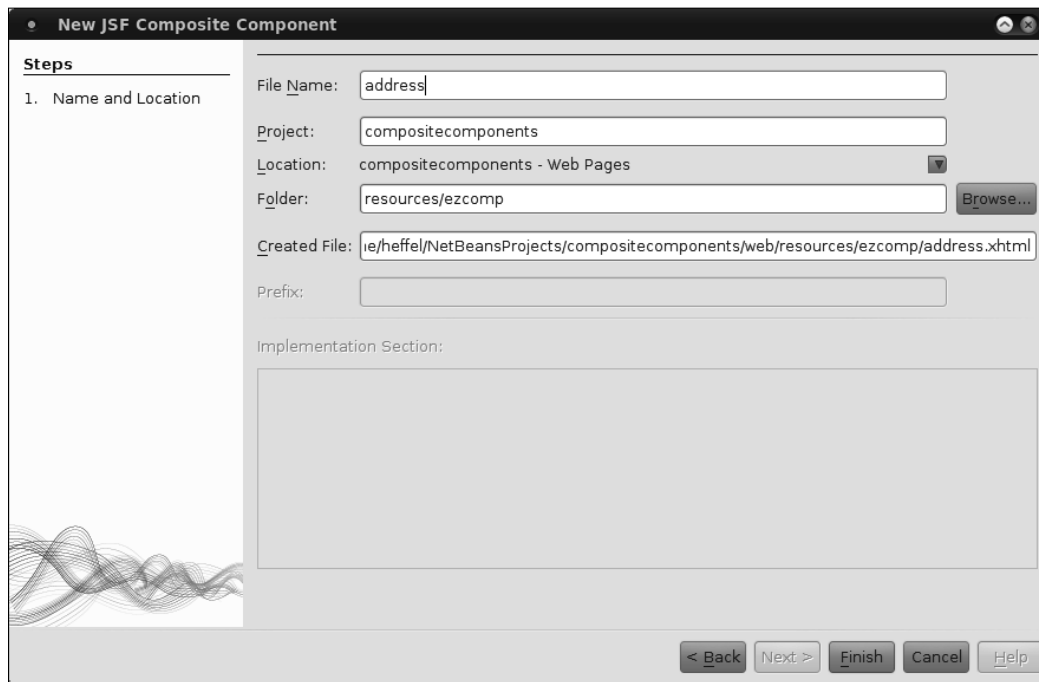 New JSF Composite Component
Steps
1. Name and Location
File Name: address
Project: compositecomponents
Location: compositecomponents - Web Pages
Folder: resources/ezcomp Browse...
Created File: ıe/heffel/NetBeansProjects/compositecomponents/web/resources/ezcomp/address.xhtml
Prefix:
Implementation Section:
< Back Next > Finish Cancel Help